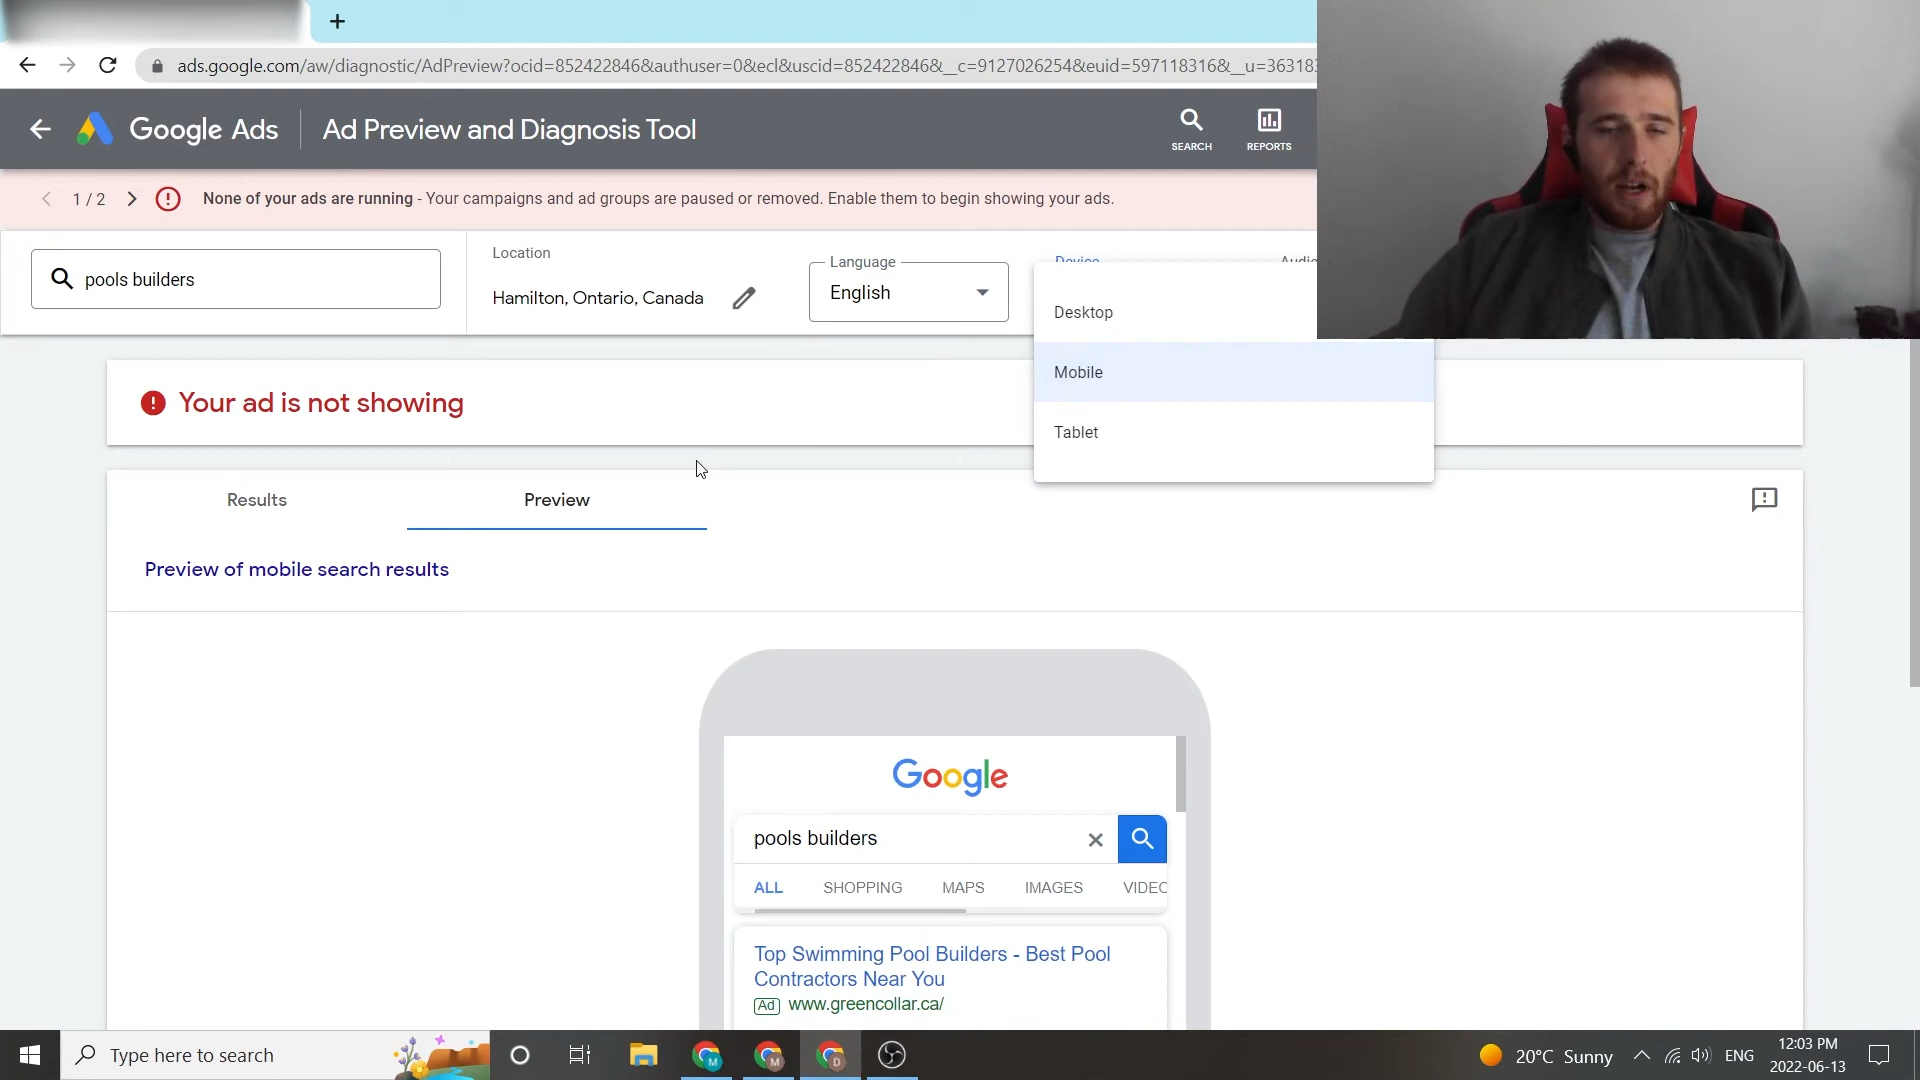 ads.google.com/aw/diagnostic/AdPreview?ocid=852422846&authuser=0&ecl&uscid=852422846&__c=9127026254&euid=597118316&__u=36318
Google Ads
Ad Preview and Diagnosis Tool
SEARCH
REPORTS
1 / 2
None of your ads are running - Your campaigns and ad groups are paused or removed. Enable them to begin showing your ads.
pools builders
Location
Hamilton, Ontario, Canada
Language
English
Device
Desktop
Mobile
Tablet
Your ad is not showing
Results
Preview
Preview of mobile search results
Google
pools builders
ALL
SHOPPING
MAPS
IMAGES
VIDEC
Top Swimming Pool Builders - Best Pool
Contractors Near You
Ad www.greencollar.ca/
Type here to search
M
M
D
20°C Sunny
ENG
12:03 PM
2022-06-13